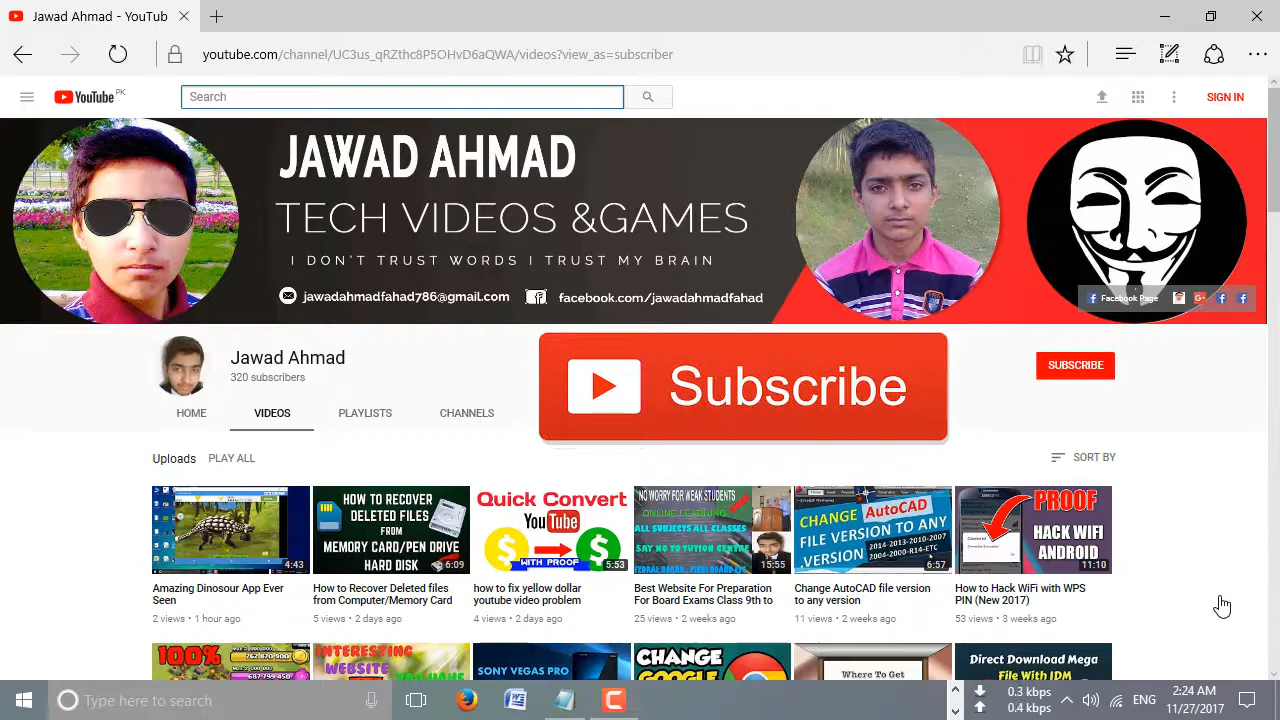 Jawad Ahmad - YouTub
youtube.com/channel/UC3us_qRZthc8P5OHvD6aQWA/videos?view_as=subscriber
YouTube PK
Search
SIGN IN
JAWAD AHMAD
TECH VIDEOS &GAMES
I DON'T TRUST WORDS I TRUST MY BRAIN
jawadahmadfahad786@gmail.com
facebook.com/jawadahmadfahad
Facebook Page
Jawad Ahmad
320 subscribers
Subscribe
SUBSCRIBE
HOME
VIDEOS
PLAYLISTS
CHANNELS
Uploads
PLAY ALL
SORT BY
4:43
HOW TO RECOVER
DELETED FILES
FROM
MEMORY CARD/PEN DRIVE
HARD DISK
6:09
Quick Convert
YouTube
WITH PROOF
5:53
NO WORRY FOR WEAK STUDENTS
ONLINE LEARNING FREE
ALL SUBJECTS ALL CLASSES
SAY NO TO TUTION CENTRE
15:55
CHANGE AutoCAD
FILE VERSION TO ANY
VERSION
2014-2013-2010-2007
2004-2000-R14-ETC
6:57
PROOF
HACK WIFI
ANDROID
11:10
Amazing Dinosour App Ever
Seen
2 views • 1 hour ago
How to Recover Deleted files
from Computer/Memory Card
5 views • 2 days ago
how to fix yellow dollar
youtube video problem
4 views • 2 days ago
Best Website For Preparation
For Board Exams Class 9th to
25 views • 2 weeks ago
Change AutoCAD file version
to any version
11 views • 2 weeks ago
How to Hack WiFi with WPS
PIN (New 2017)
53 views • 3 weeks ago
100%
INTERESTING
WEBSITE
SONY VEGAS PRO
CHANGE
Where To Get
Direct Download Mega
File With IDM
Type here to search
0.3 kbps
0.4 kbps
ENG
2:24 AM
11/27/2017